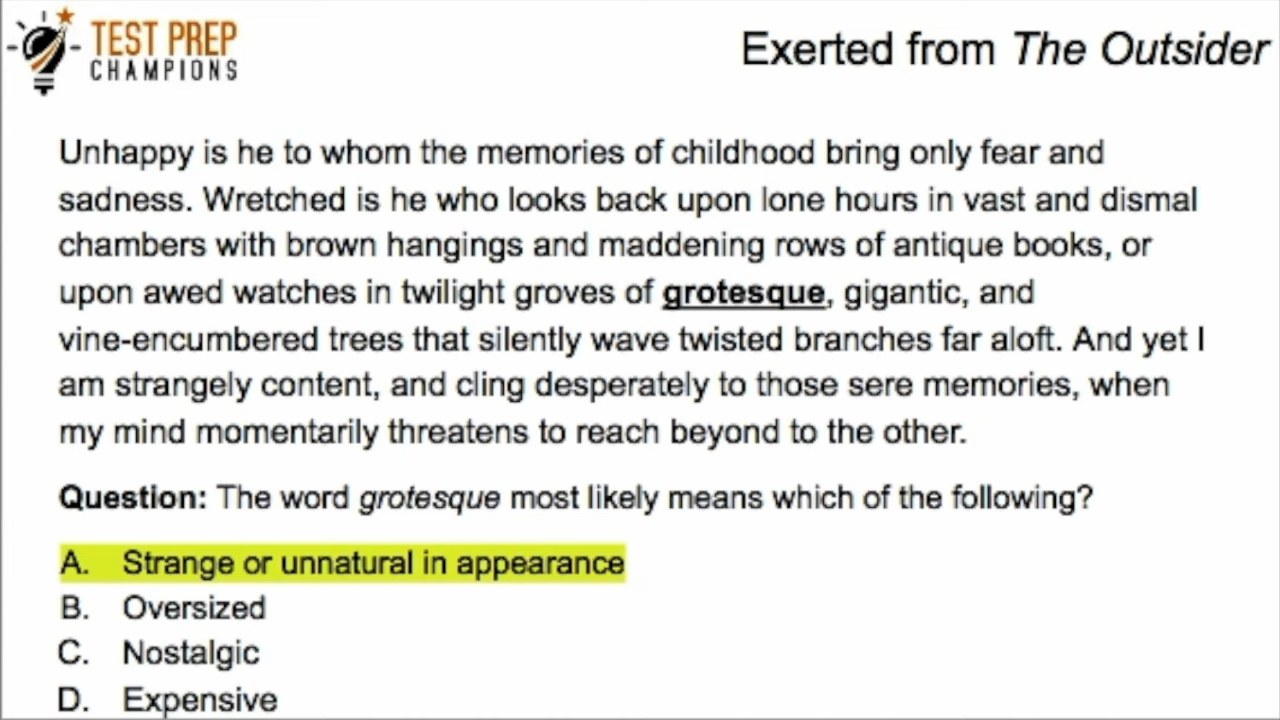 TEST PREP
CHAMPIONS
Exerted from The Outsider
Unhappy is he to whom the memories of childhood bring only fear and
sadness. Wretched is he who looks back upon lone hours in vast and dismal
chambers with brown hangings and maddening rows of antique books, or
upon awed watches in twilight groves of grotesque, gigantic, and
vine-encumbered trees that silently wave twisted branches far aloft. And yet I
am strangely content, and cling desperately to those sere memories, when
my mind momentarily threatens to reach beyond to the other.
Question: The word grotesque most likely means which of the following?
A. Strange or unnatural in appearance
B. Oversized
C. Nostalgic
D. Expensive